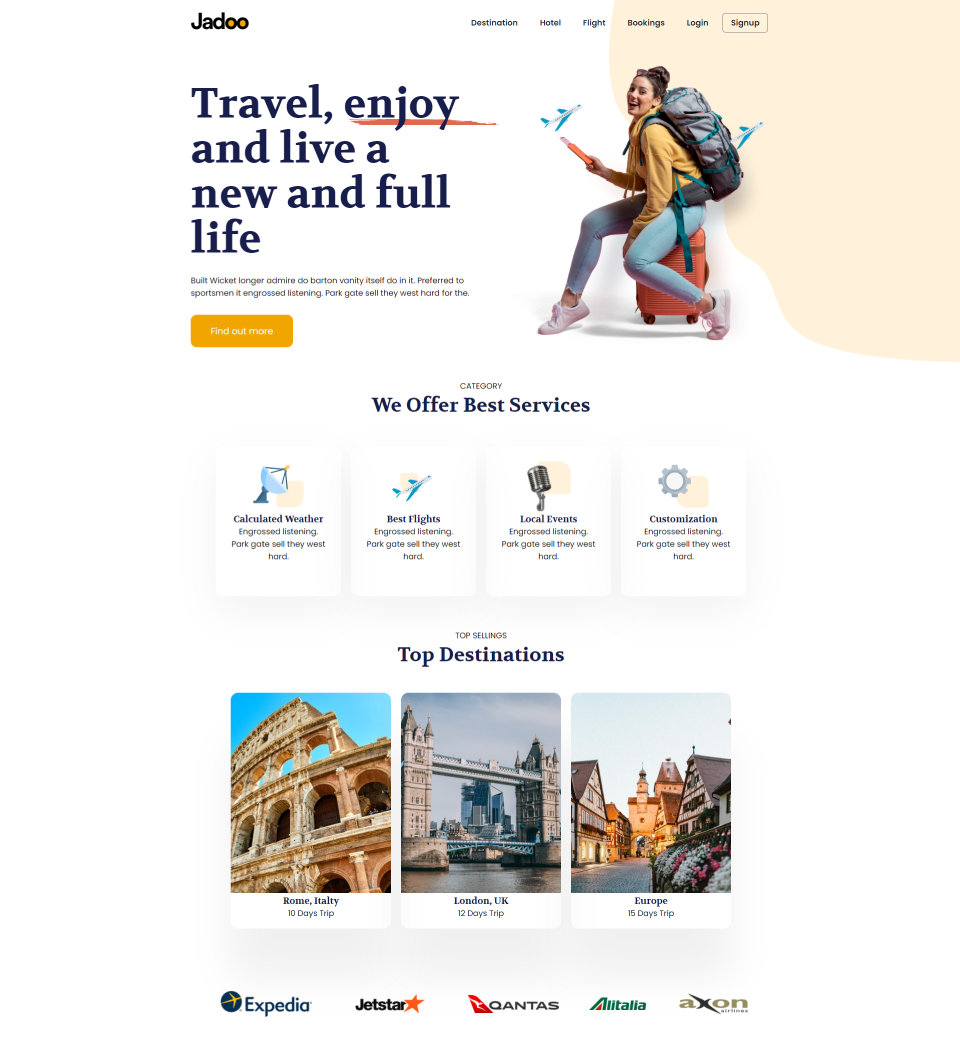 Jadoo
Destination Hotel Flight Bookings Login Signup
Travel, enjoy
and live a
new and full
life
Built Wicket longer admire do barton vanity itself do in it. Preferred to
sportsmen it engrossed listening. Park gate sell they west hard for the.
Find out more
CATEGORY
We Offer Best Services
Calculated Weather
Engrossed listening.
Park gate sell they west
hard.
Best Flights
Engrossed listening.
Park gate sell they west
hard.
Local Events
Engrossed listening.
Park gate sell they west
hard.
Customization
Engrossed listening.
Park gate sell they west
hard.
TOP SELLINGS
Top Destinations
Rome, Italty
10 Days Trip
London, UK
12 Days Trip
Europe
15 Days Trip
Expedia
Jetstar
QANTAS
Alitalia
axon
airlines